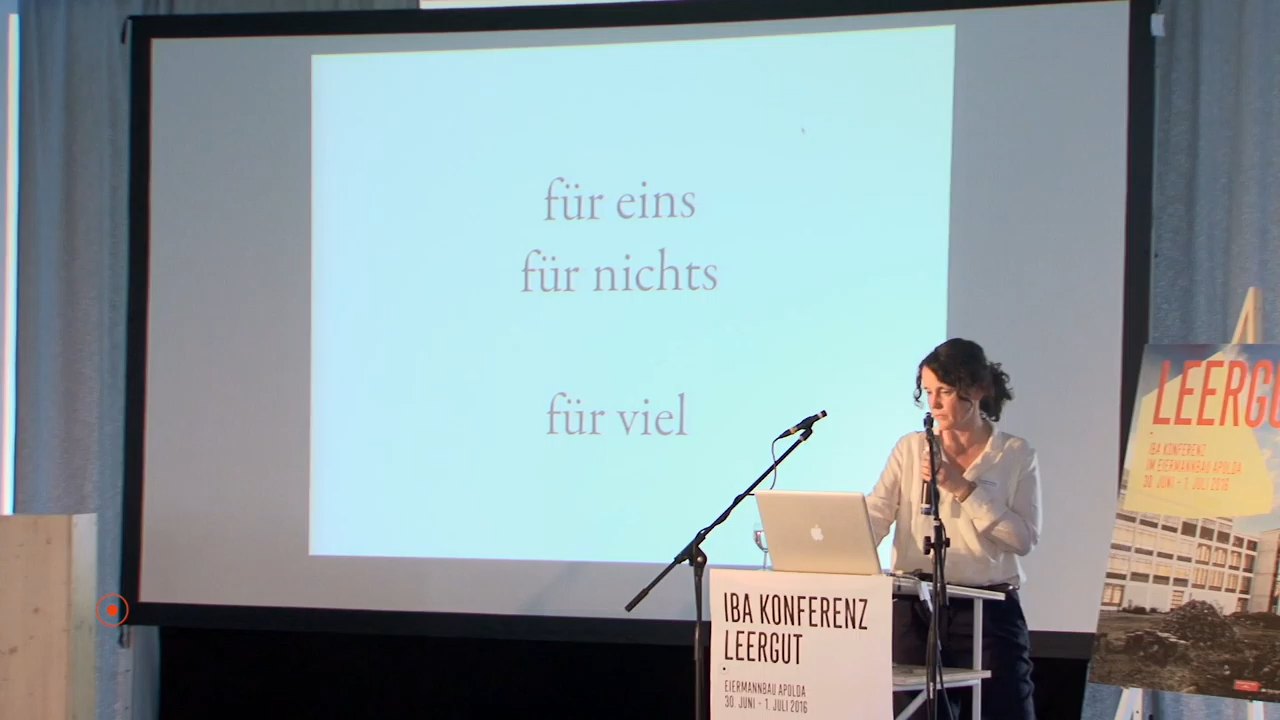 für eins
für nichts
für viel
IBA KONFERENZ
LEERGUT
EIERMANNBAU APOLDA
30. JUNI - 1. JULI 2016
IBA KONFERENZ
IM EIERMANNBAU APOLDA
30. JUNI - 1. JULI 2016